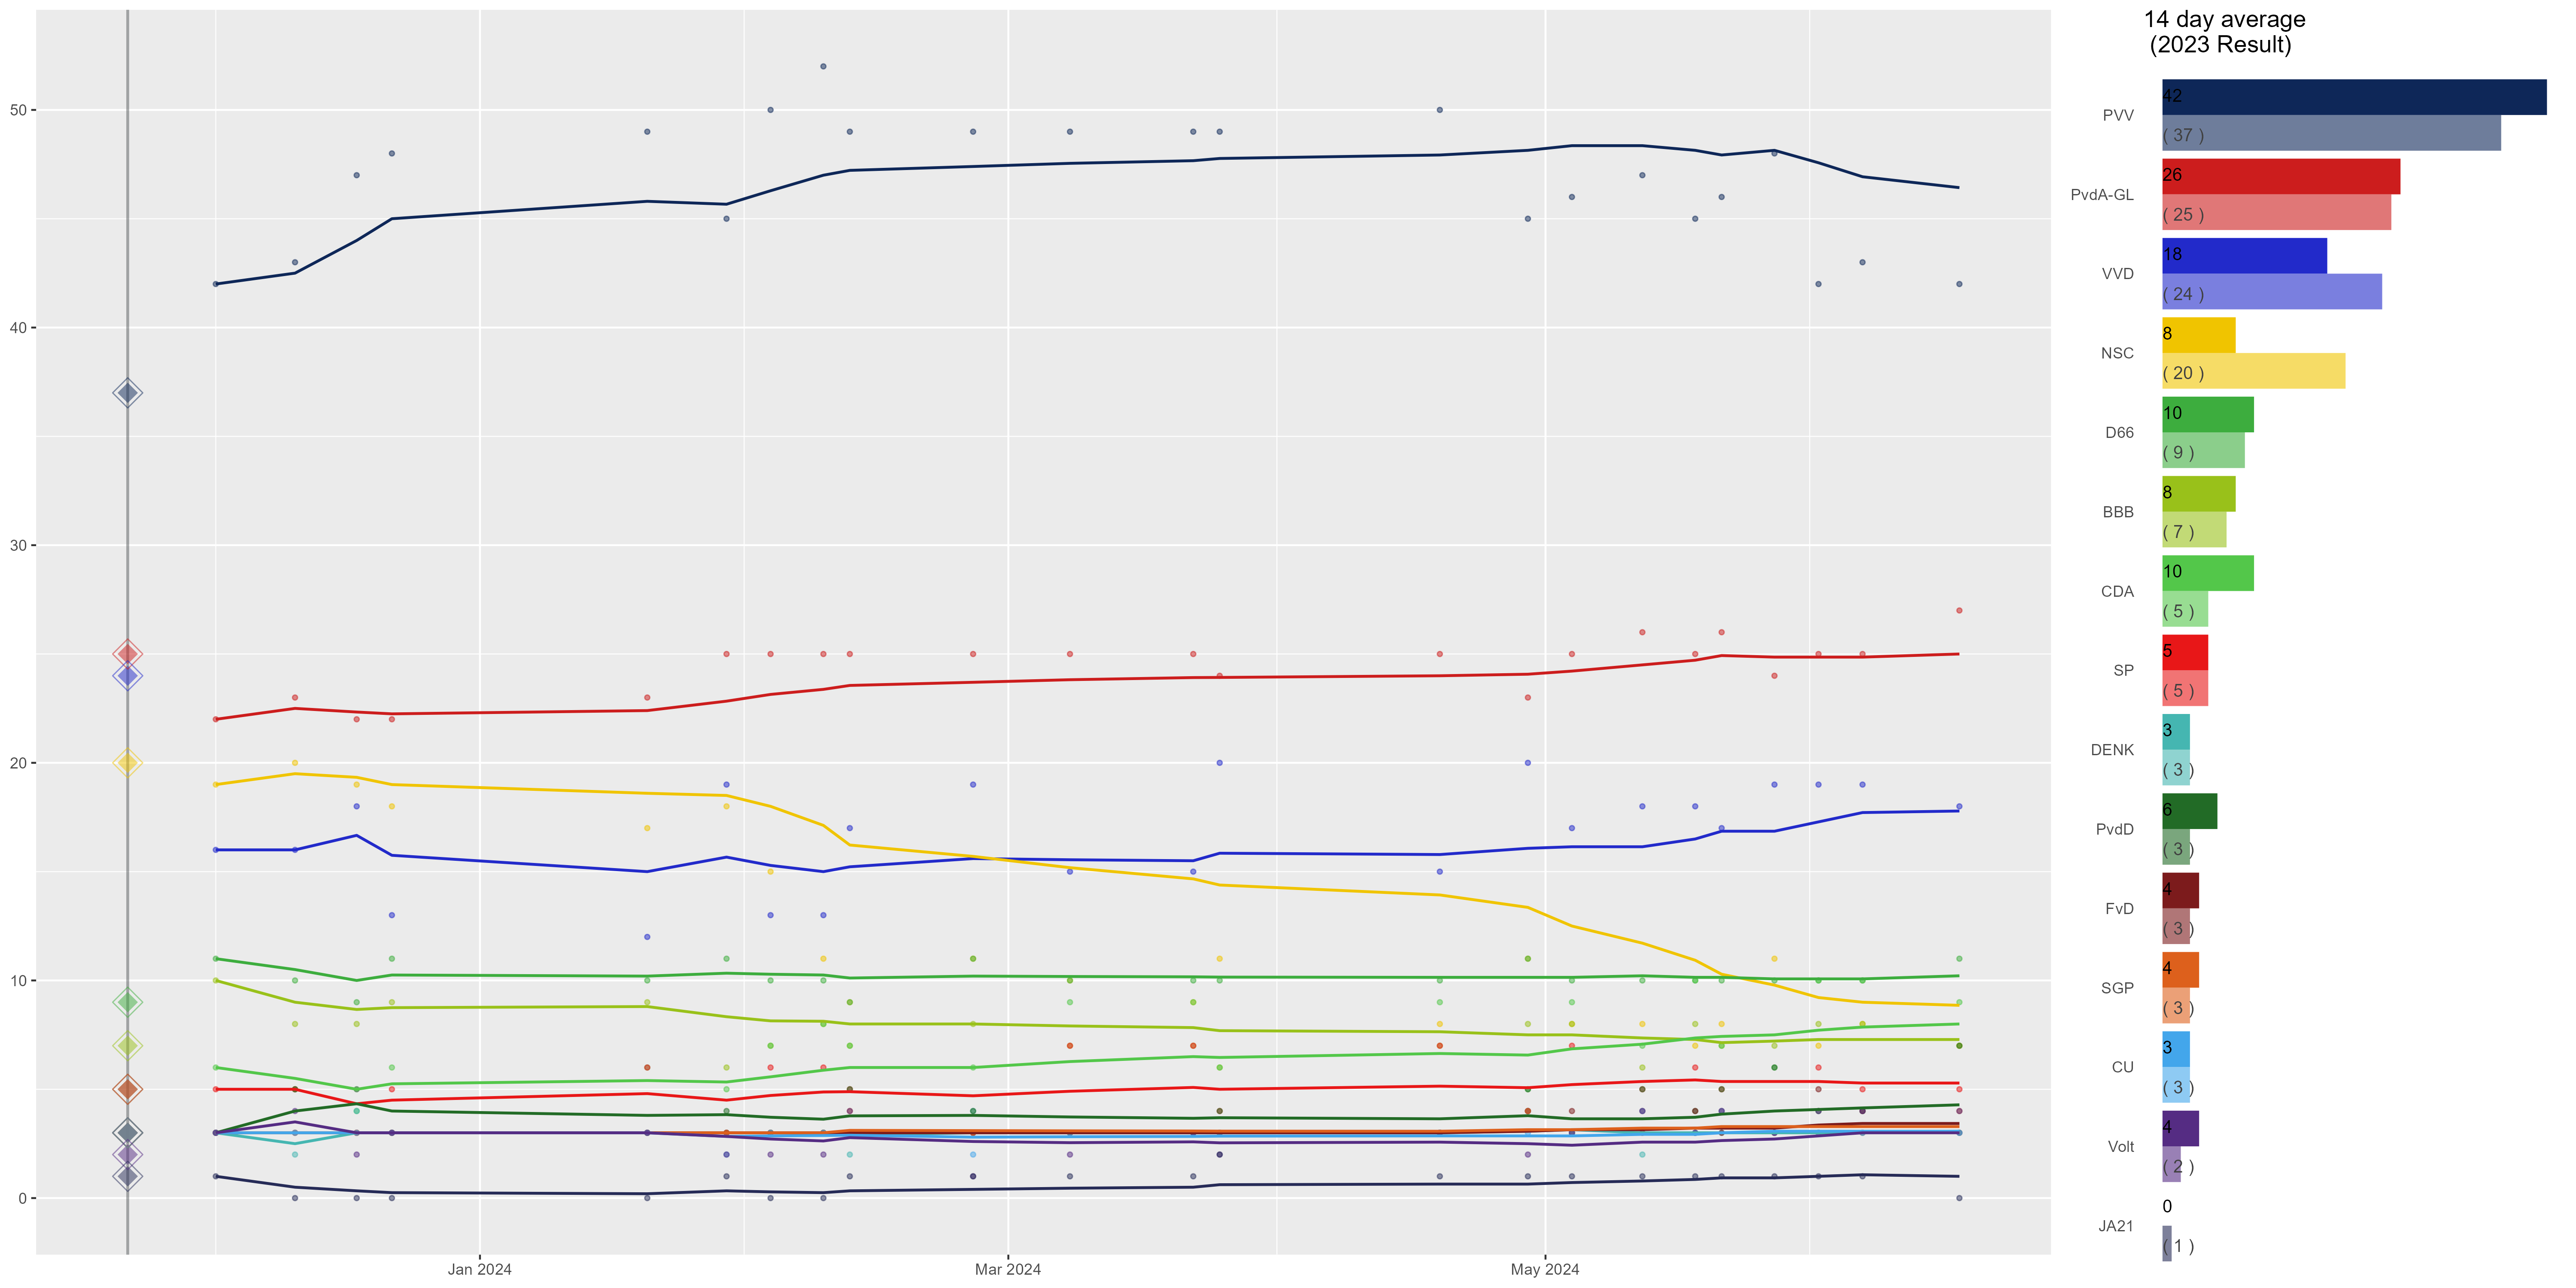 50
40
30
20
10
0
Jan 2024
Mar 2024
May 2024
14 day average
(2023 Result)
PVV
42
( 37 )
PvdA-GL
26
( 25 )
VVD
18
( 24 )
NSC
8
( 20 )
D66
10
( 9 )
BBB
8
( 7 )
CDA
10
( 5 )
SP
5
( 5 )
DENK
3
( 3 )
PvdD
6
( 3 )
FvD
4
( 3 )
SGP
4
( 3 )
CU
3
( 3 )
Volt
4
( 2 )
JA21
0
( 1 )